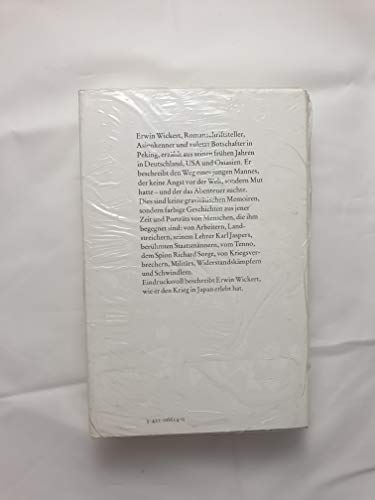 Erwin Wickert, Romanschriftsteller,
Asienkenner und zuletzt Botschafter in
Peking, erzählt aus seinen frühen Jahren
in Deutschland, USA und Ostasien. Er
beschreibt den Weg eines jungen Mannes,
der keine Angst vor der Welt, sondern Mut
hatte – und der das Abenteuer suchte.
Dies sind keine gravitätischen Memoiren,
sondern farbige Geschichten aus jener
Zeit und Porträts von Menschen, die ihm
begegnet sind: von Arbeitern, Land-
streichern, seinem Lehrer Karl Jaspers,
berühmten Staatsmännern, vom Tenno,
dem Spion Richard Sorge, von Kriegsver-
brechern, Militärs, Widerstandskämpfern
und Schwindlern.
Eindrucksvoll beschreibt Erwin Wickert,
wie er den Krieg in Japan erlebt hat.
3-421-06614-0